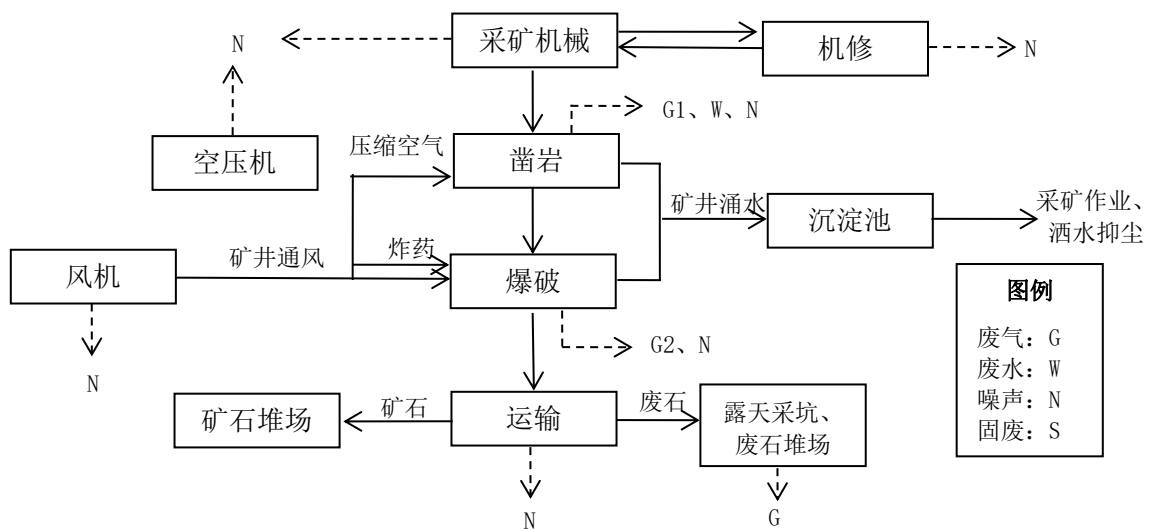 采矿机械
机修
N
N
G1、W、N
空压机
压缩空气
凿岩
矿井涌水
沉淀池
采矿作业、
洒水抑尘
风机
矿井通风
炸药
爆破
图例
废气：G
废水：W
噪声：N
固废：S
G2、N
N
矿石堆场
矿石
运输
废石
露天采坑、
废石堆场
N
G